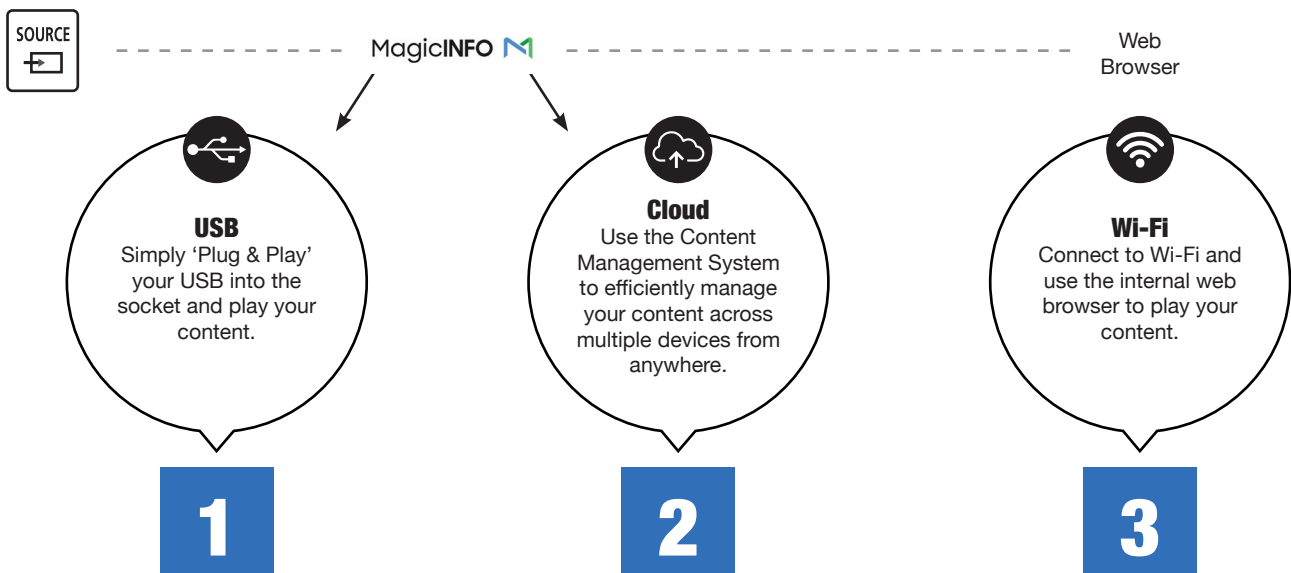 SOURCE
MagicINFO
Web
Browser
USB
Simply ‘Plug & Play’
your USB into the
socket and play your
content.
Cloud
Use the Content
Management System
to efficiently manage
your content across
multiple devices from
anywhere.
Wi-Fi
Connect to Wi-Fi and
use the internal web
browser to play your
content.
1
2
3